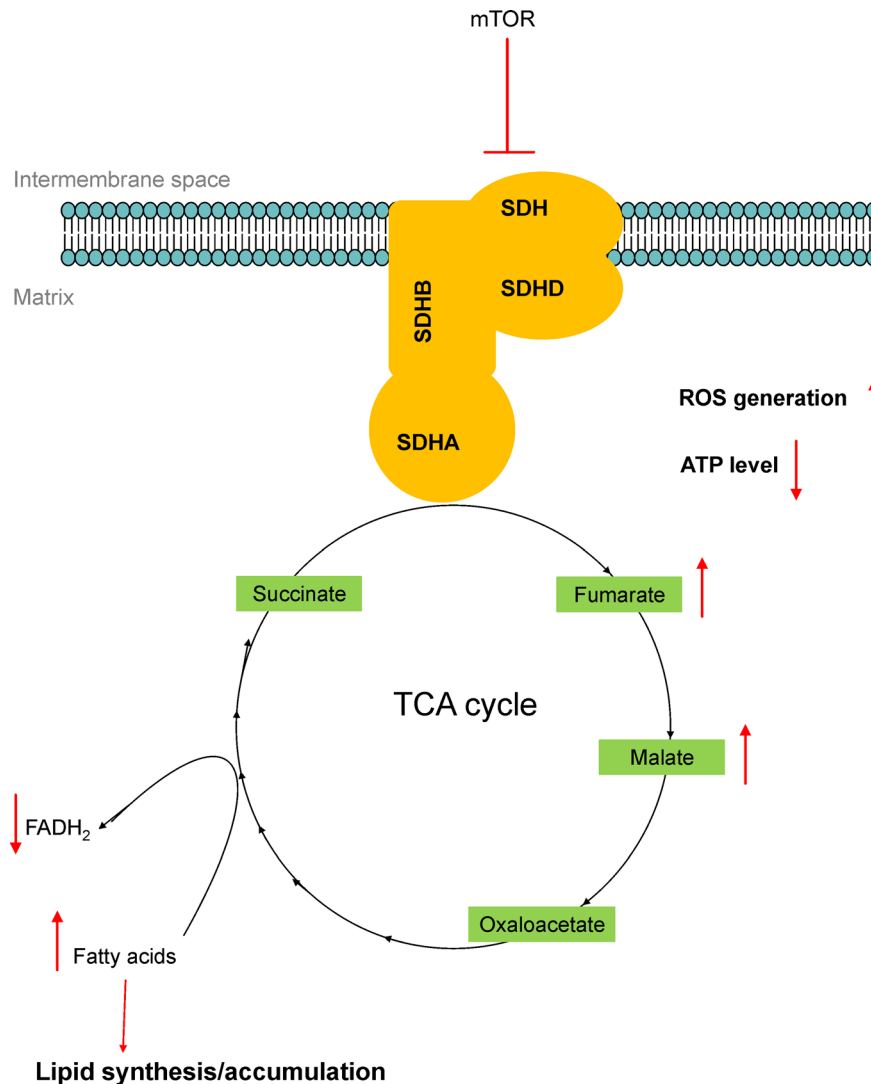 mTOR
Intermembrane space
SDH
SDHD
SDHB
Matrix
SDHA
ROS generation
ATP level
Succinate
Fumarate
TCA cycle
Malate
FADH₂
Oxaloacetate
Fatty acids
Lipid synthesis/accumulation